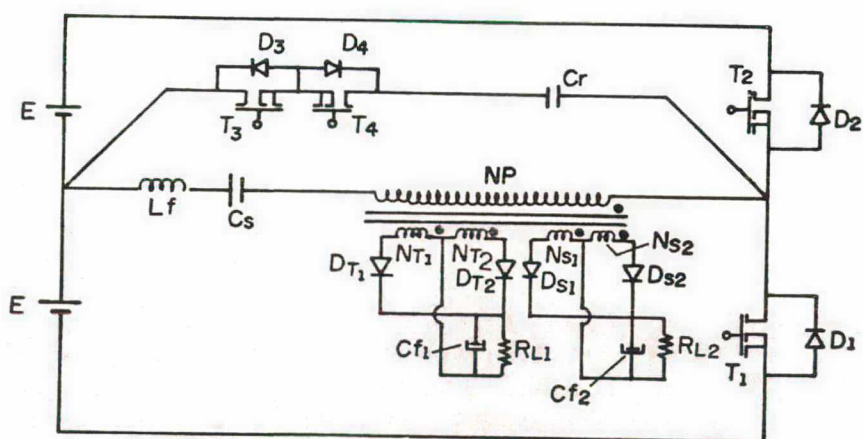 D3 D4
T2
Cr
E
T3 T4
D2
NP
Lf
Cs
NT1 NT2 NS1 NS2
DT1 DT2 DS1 DS2
E
D1
Cf1 RL1 RL2
T1
Cf2